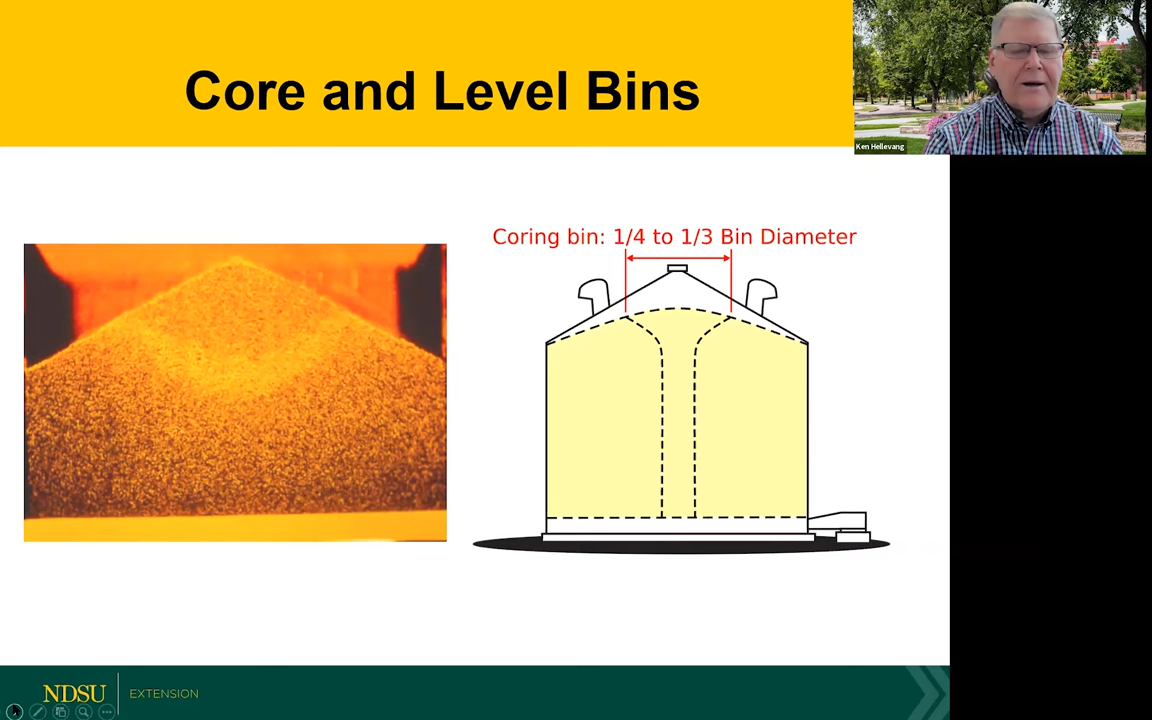 Core and Level Bins
Ken Hellevang
Coring bin: 1/4 to 1/3 Bin Diameter
NDSU
EXTENSION